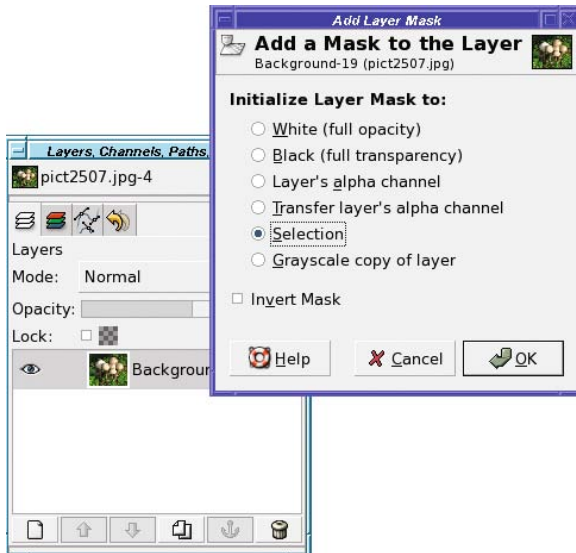 Add Layer Mask
Add a Mask to the Layer
Background-19 (pict2507.jpg)
Initialize Layer Mask to:
White (full opacity)
Black (full transparency)
Layer's alpha channel
Transfer layer's alpha channel
Selection
Grayscale copy of layer
Invert Mask
Help
Cancel
OK
Layers, Channels, Paths,
pict2507.jpg-4
Layers
Mode: Normal
Opacity:
Lock:
Backgroun